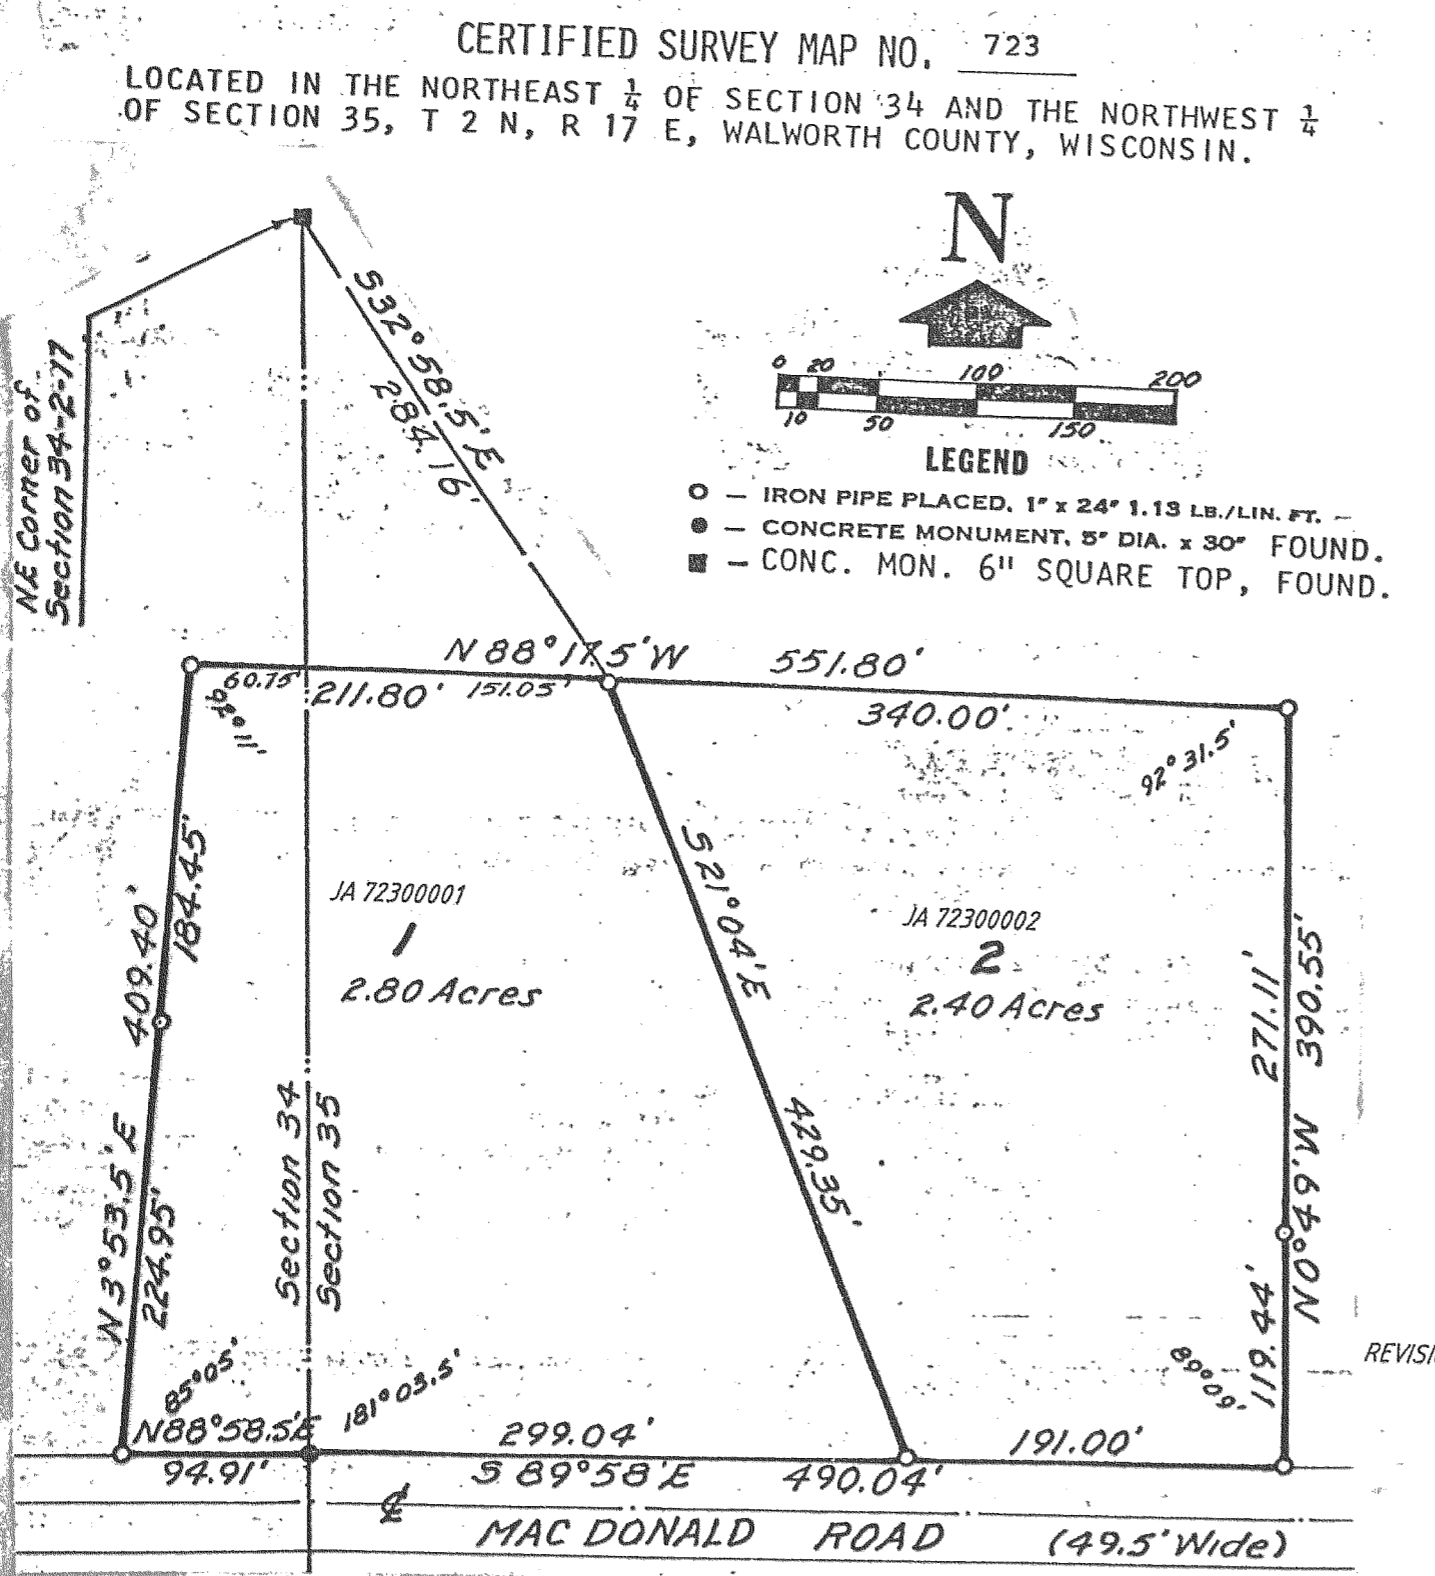 CERTIFIED SURVEY MAP NO. 723
LOCATED IN THE NORTHEAST ¼ OF SECTION 34 AND THE NORTHWEST ¼
OF SECTION 35, T 2 N, R 17 E, WALWORTH COUNTY, WISCONSIN.
N
0 20 100 200
10 50 150
LEGEND
O — IRON PIPE PLACED, 1" x 24" 1.13 LB./LIN. FT. —
● — CONCRETE MONUMENT, 5" DIA. x 30" FOUND.
■ — CONC. MON. 6" SQUARE TOP, FOUND.
NE Corner of
Section 34-2-17
S32°58.5'E
284.16'
N 88°17.5'W 551.80'
60.75' 211.80' 151.05' 340.00'
98°11'
92°31.5'
184.45'
409.40'
N 3°53.5'E
224.95'
JA 72300001
1
2.80 Acres
S21°04'E
429.35'
JA 72300002
2
2.40 Acres
271.11'
390.55'
N0°49'W
119.44'
Section 34
Section 35
85°05'
181°03.5'
89°09'
REVISI
N88°58.5'E 299.04' 191.00'
94.91' S 89°58'E 490.04'
℄
MAC DONALD ROAD (49.5' Wide)